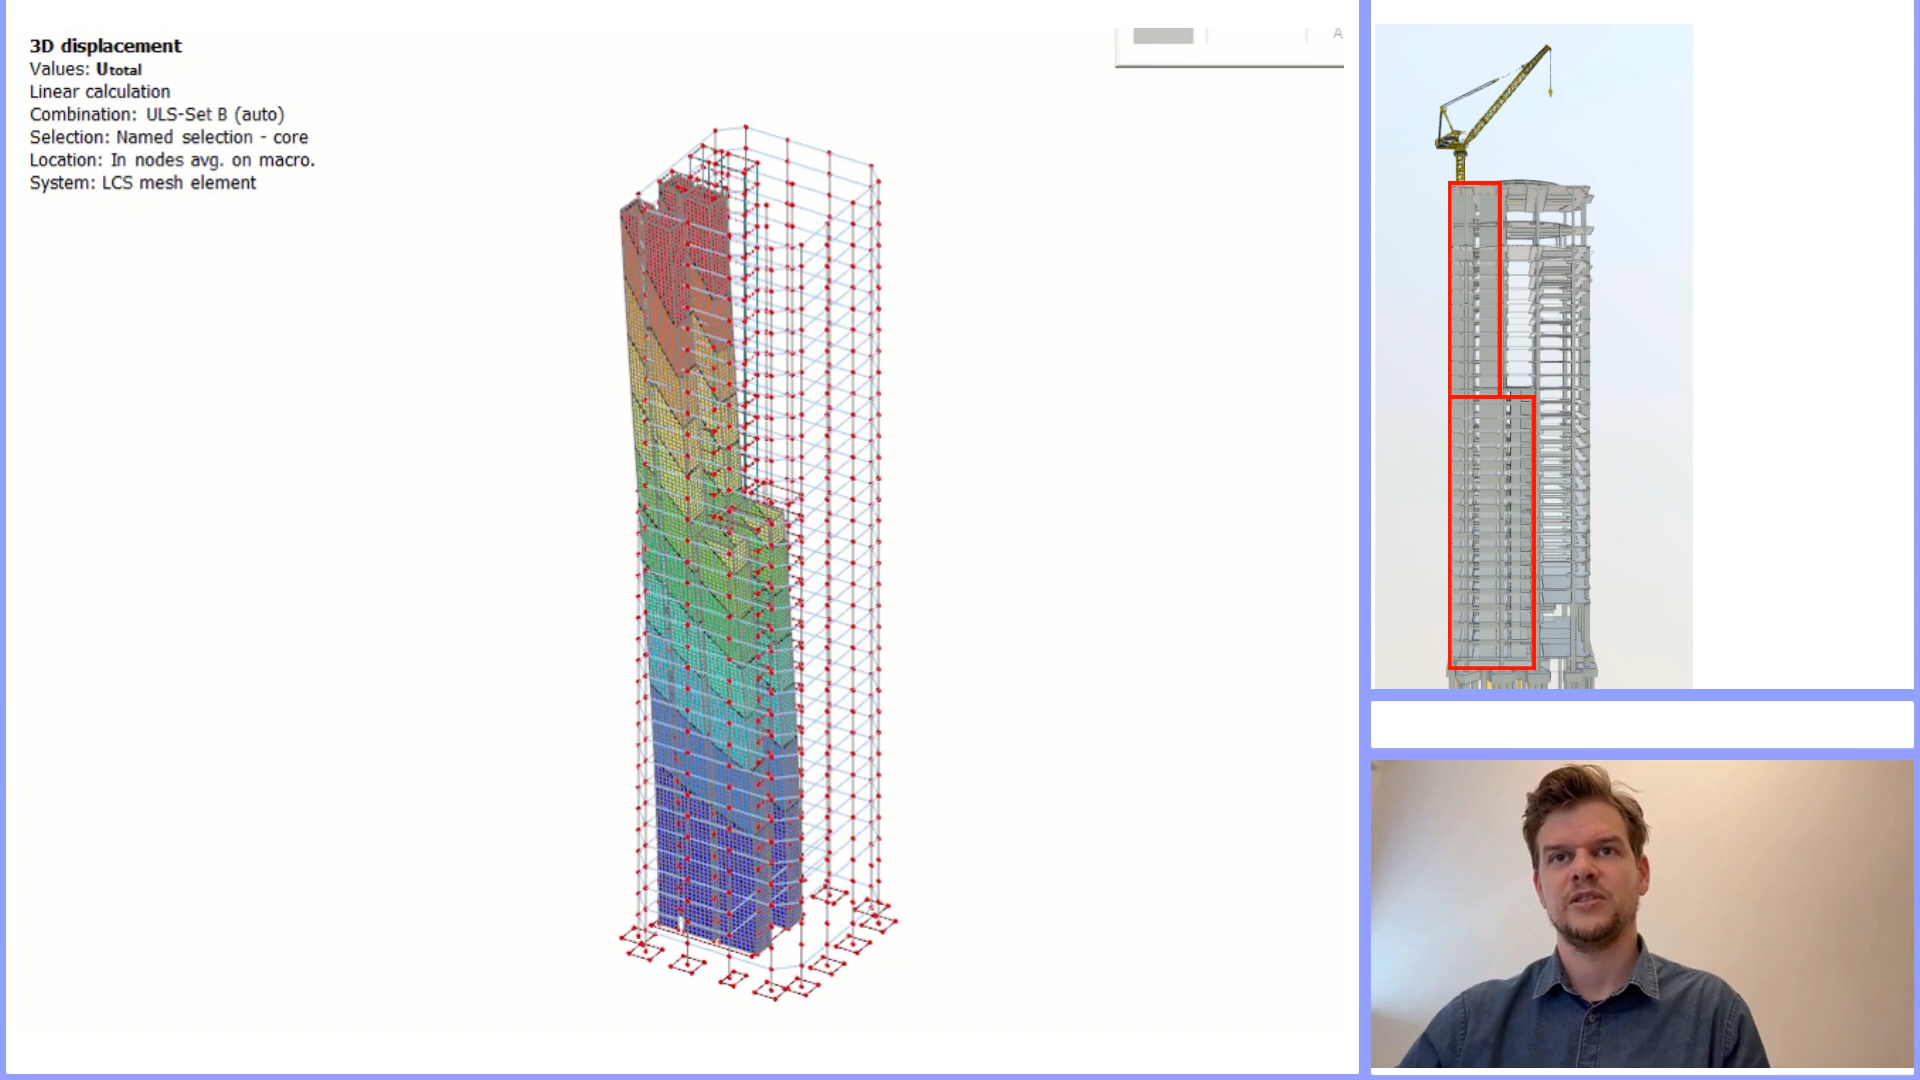 3D displacement
Values: Utotal
Linear calculation
Combination: ULS-Set B (auto)
Selection: Named selection - core
Location: In nodes avg. on macro.
System: LCS mesh element
A